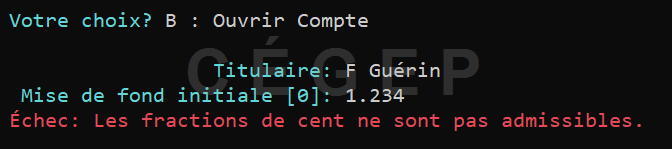 Votre choix? B : Ouvrir Compte
CÉGEP
Titulaire: F Guérin
Mise de fond initiale [0]: 1.234
Échec: Les fractions de cent ne sont pas admissibles.